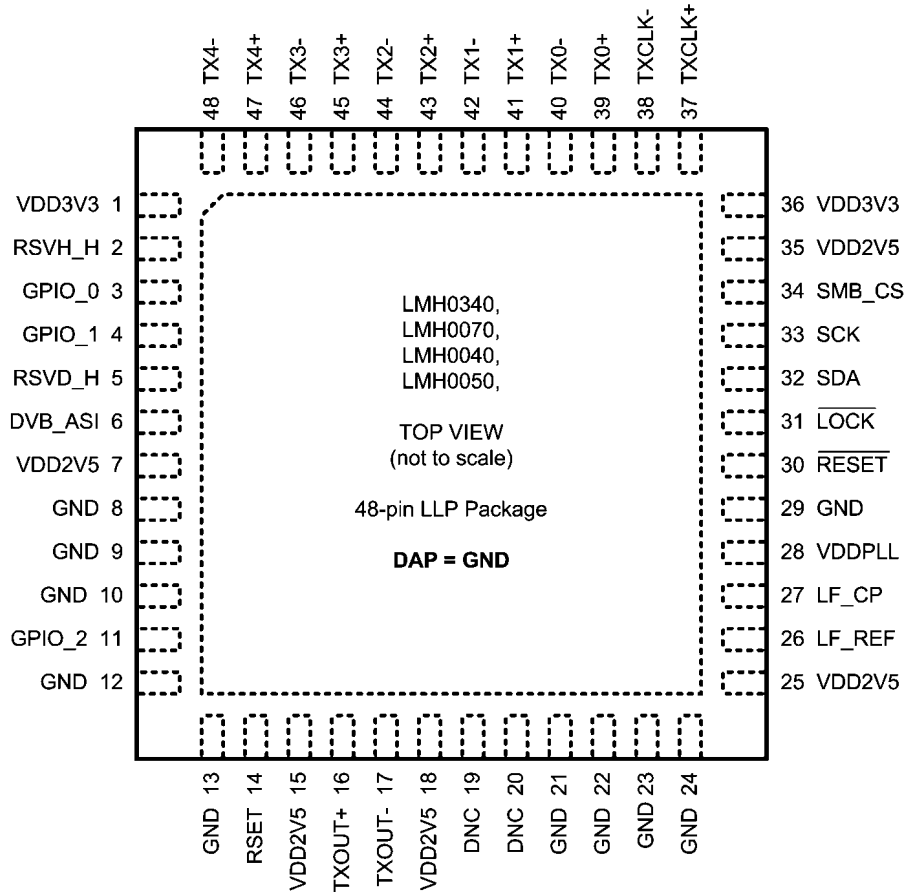 48 TX4-
47 TX4+
46 TX3-
45 TX3+
44 TX2-
43 TX2+
42 TX1-
41 TX1+
40 TX0-
39 TX0+
38 TXCLK-
37 TXCLK+
VDD3V3 1
RSVH_H 2
GPIO_0 3
GPIO_1 4
RSVD_H 5
DVB_ASI 6
VDD2V5 7
GND 8
GND 9
GND 10
GPIO_2 11
GND 12
LMH0340,
LMH0070,
LMH0040,
LMH0050,
TOP VIEW
(not to scale)
48-pin LLP Package
DAP = GND
36 VDD3V3
35 VDD2V5
34 SMB_CS
33 SCK
32 SDA
31 LOCK
30 RESET
29 GND
28 VDDPLL
27 LF_CP
26 LF_REF
25 VDD2V5
GND 13
RSET 14
VDD2V5 15
TXOUT+ 16
TXOUT- 17
VDD2V5 18
DNC 19
DNC 20
GND 21
GND 22
GND 23
GND 24